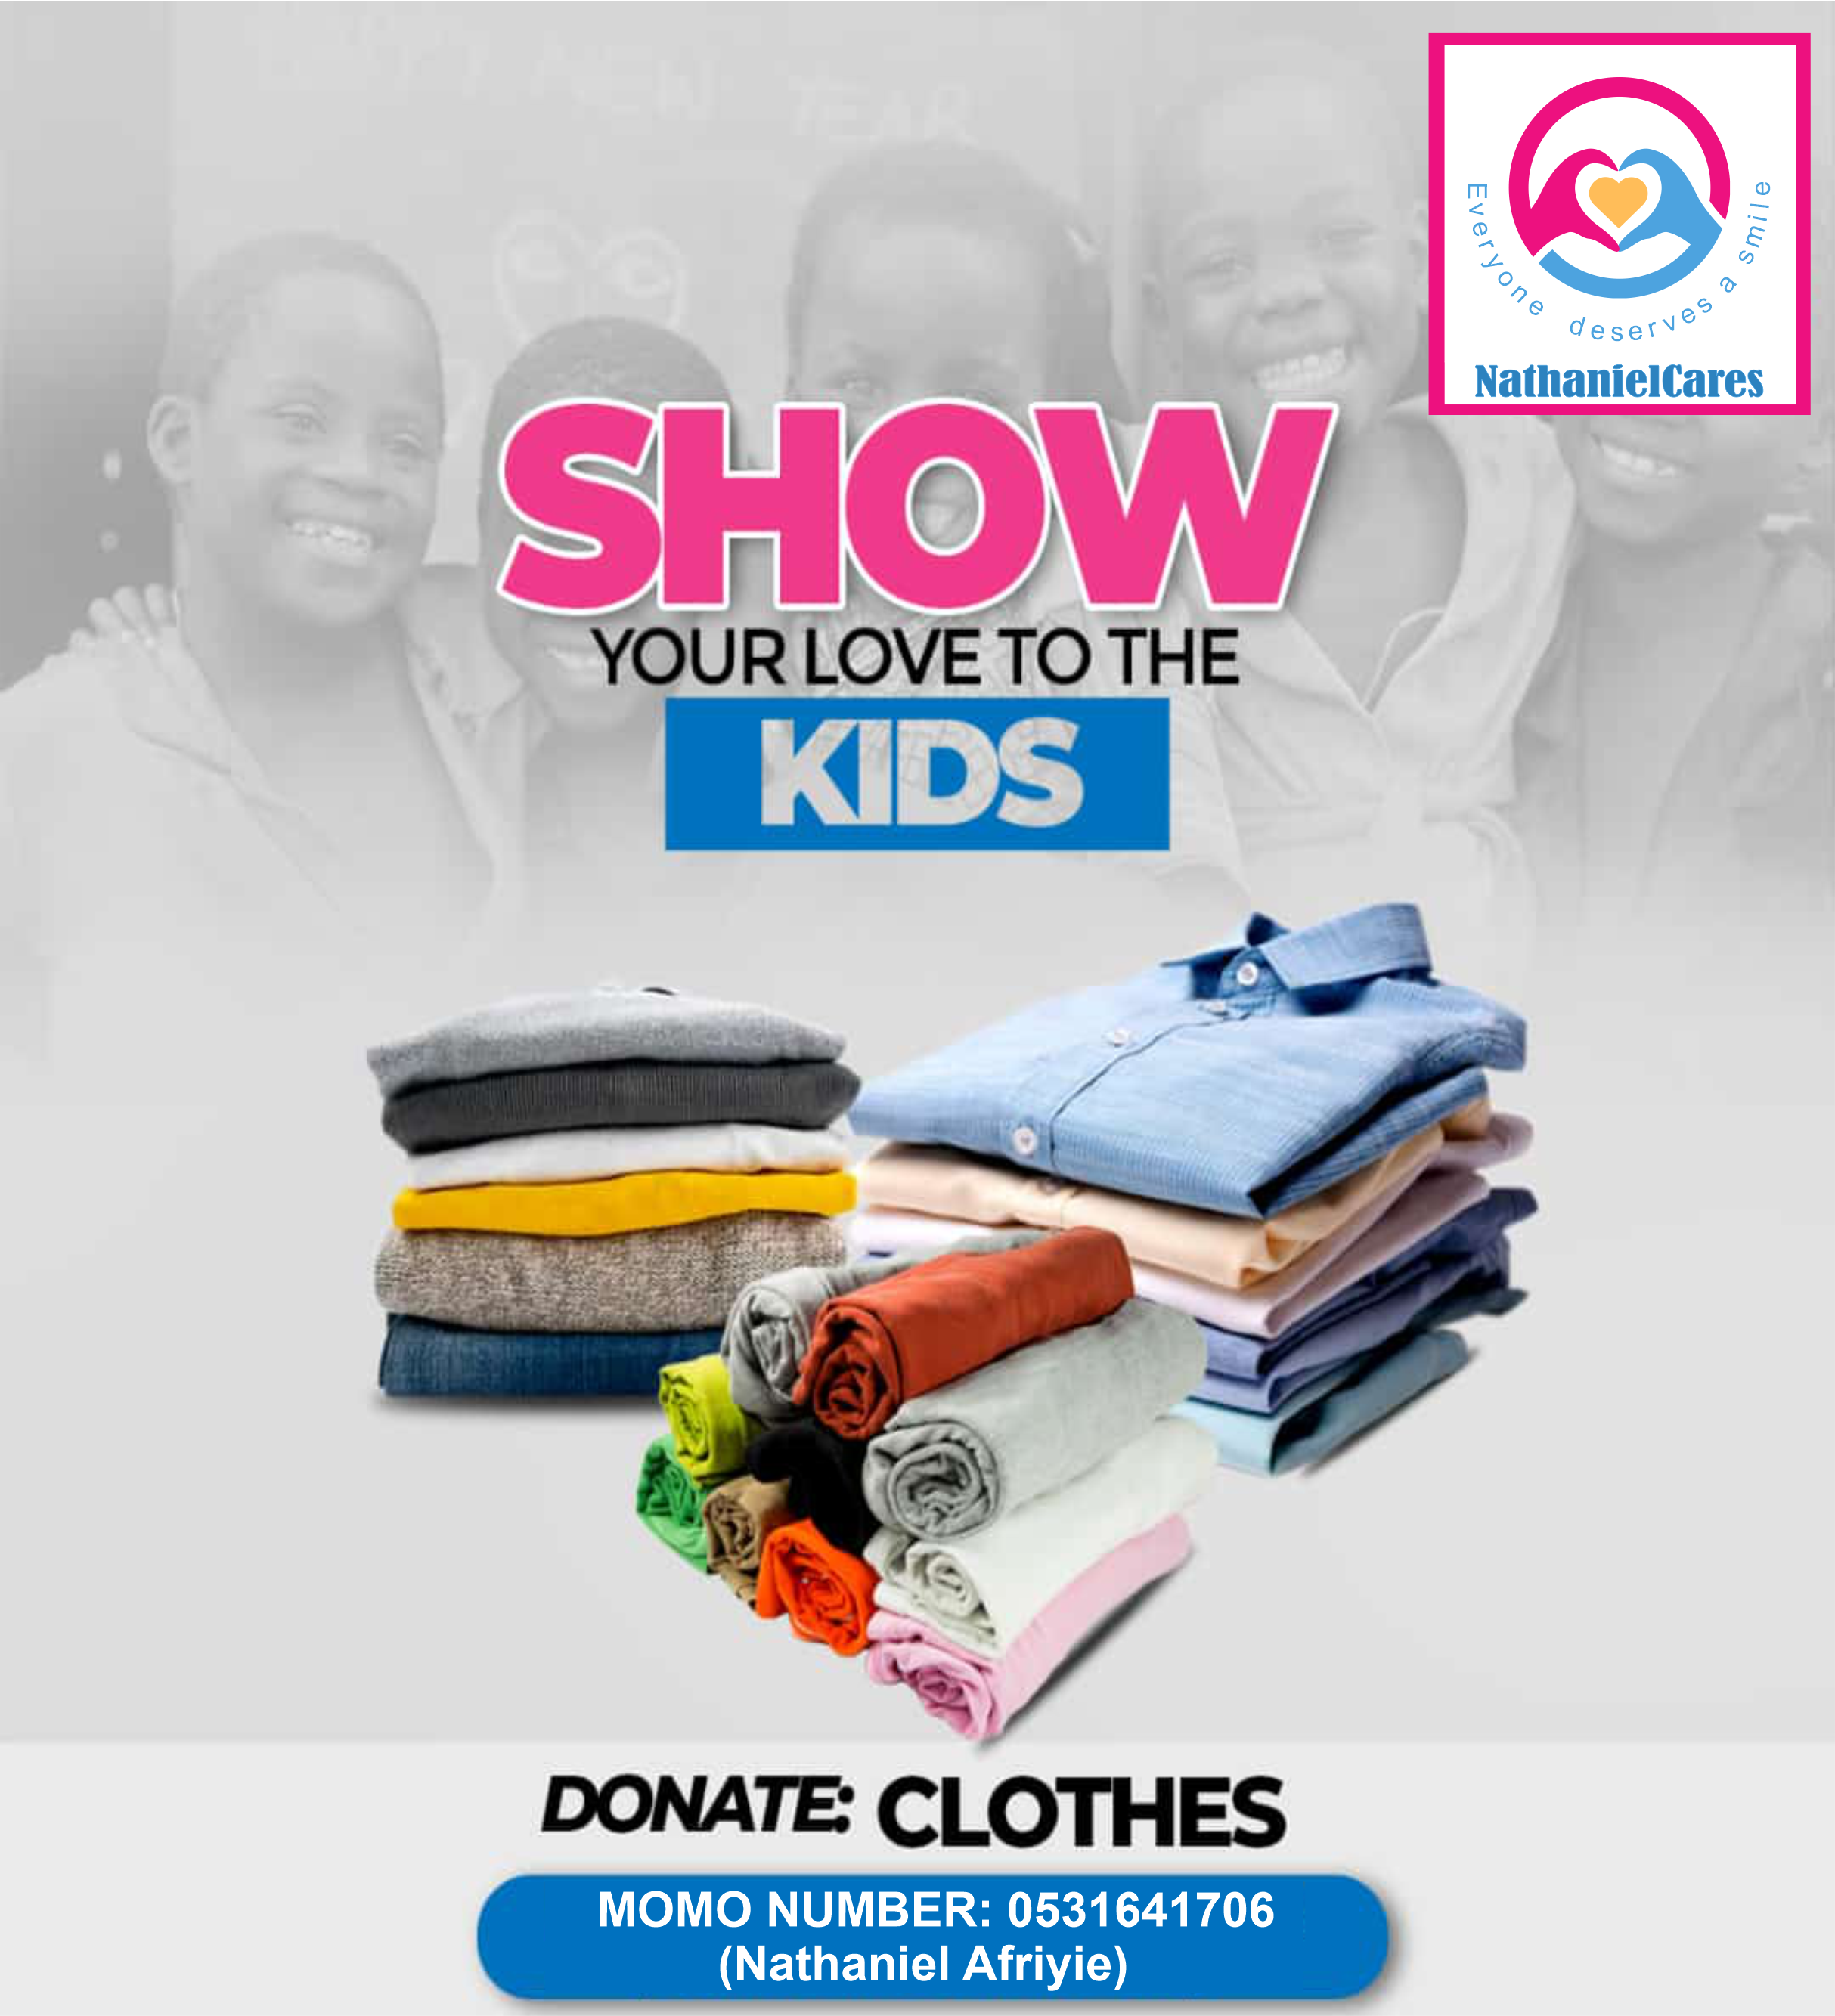 Everyone deserves a smile
NathanielCares
SHOW
YOUR LOVE TO THE
KIDS
DONATE: CLOTHES
MOMO NUMBER: 0531641706
(Nathaniel Afriyie)